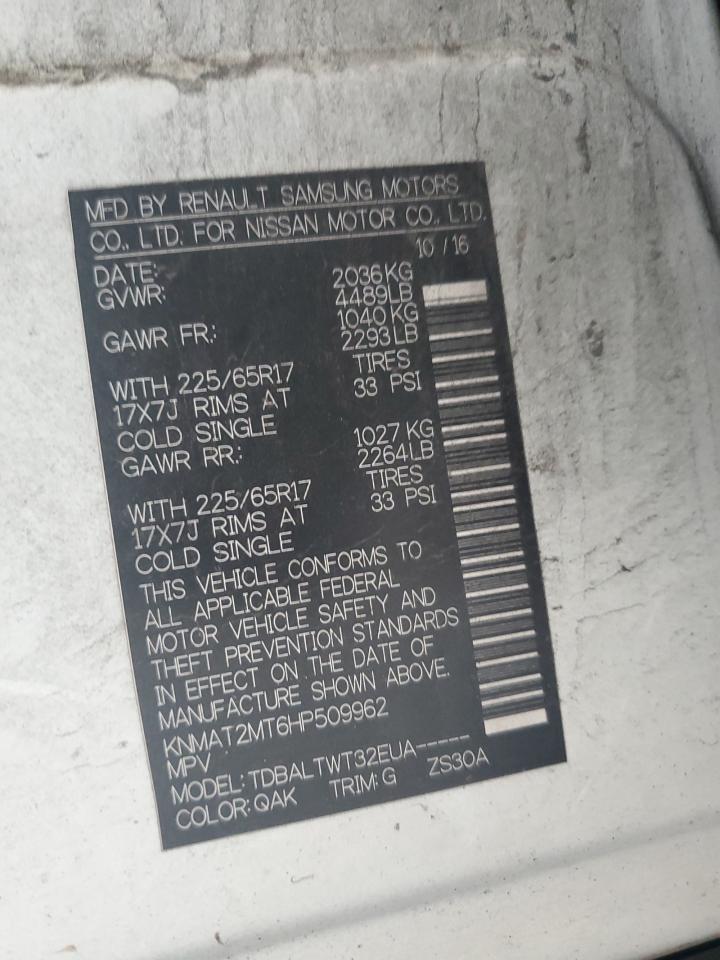 MFD BY RENAULT SAMSUNG MOTORS
CO., LTD. FOR NISSAN MOTOR CO., LTD.
DATE: 10 / 16
GVWR: 2036KG
4489LB
GAWR FR.: 1040KG
2293LB
WITH 225/65R17 TIRES
17X7J RIMS AT 33 PSI
COLD SINGLE
GAWR RR.: 1027KG
2264LB
WITH 225/65R17 TIRES
17X7J RIMS AT 33 PSI
COLD SINGLE
THIS VEHICLE CONFORMS TO
ALL APPLICABLE FEDERAL
MOTOR VEHICLE SAFETY AND
THEFT PREVENTION STANDARDS
IN EFFECT ON THE DATE OF
MANUFACTURE SHOWN ABOVE.
KNMAT2MT6HP509962
MPV
MODEL: TDBALTWT32EUA-----
COLOR: QAK TRIM: G ZS30A